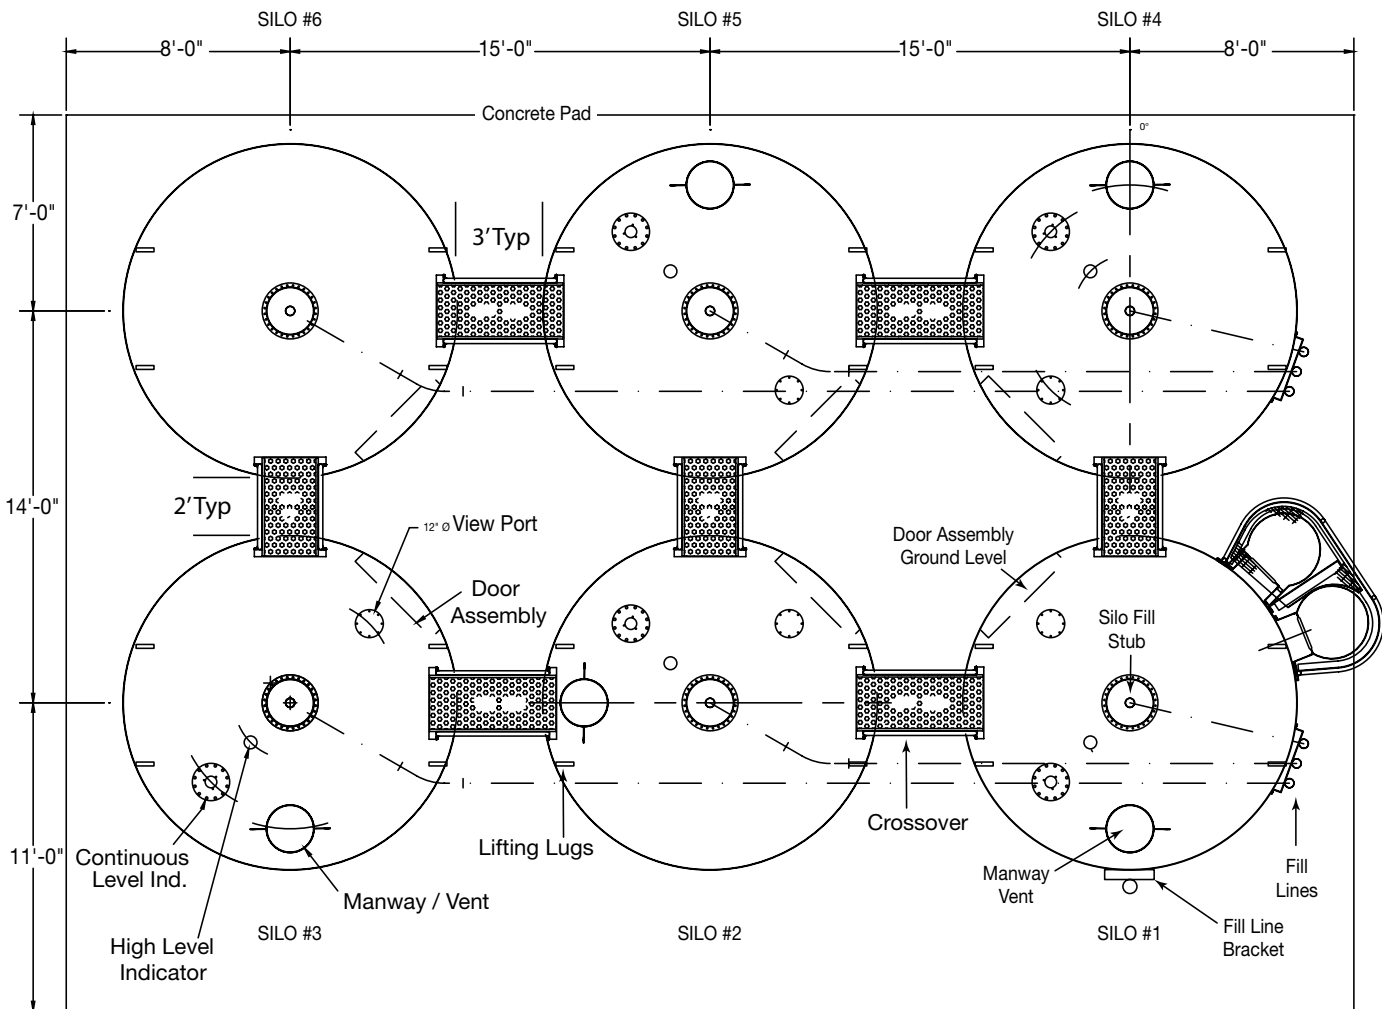 SILO #6
SILO #5
SILO #4
8'-0"
15'-0"
15'-0"
8'-0"
Concrete Pad
0°
7'-0"
3'Typ
14'-0"
2'Typ
12" Ø View Port
Door Assembly
Ground Level
Door
Assembly
Silo Fill
Stub
11'-0"
Continuous
Level Ind.
Lifting Lugs
Crossover
Manway / Vent
Manway
Vent
Fill
Lines
High Level
Indicator
SILO #3
SILO #2
SILO #1
Fill Line
Bracket